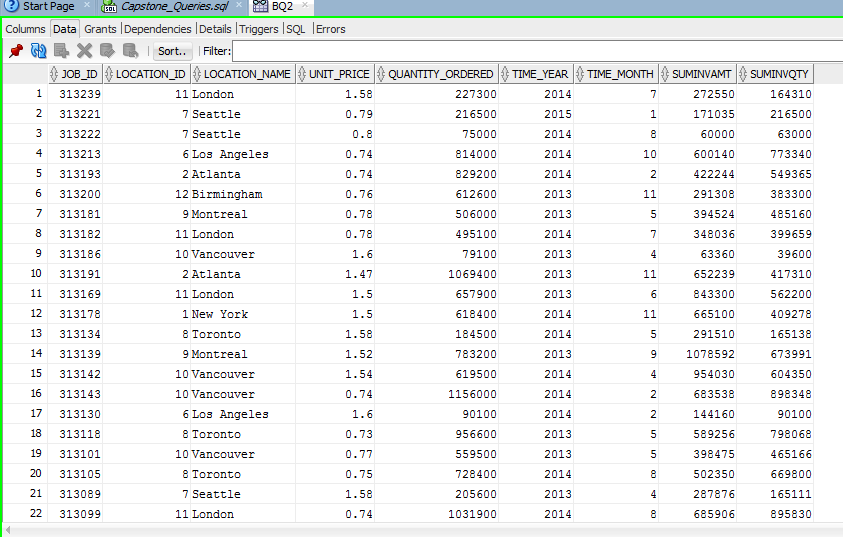 Start Page Capstone_Queries.sql BQ2
Columns Data Grants Dependencies Details Triggers SQL Errors
Sort.. Filter:
JOB_ID LOCATION_ID LOCATION_NAME UNIT_PRICE QUANTITY_ORDERED TIME_YEAR TIME_MONTH SUMINVAMT SUMINVQTY
1 313239 11 London 1.58 227300 2014 7 272550 164310
2 313221 7 Seattle 0.79 216500 2015 1 171035 216500
3 313222 7 Seattle 0.8 75000 2014 8 60000 63000
4 313213 6 Los Angeles 0.74 814000 2014 10 600140 773340
5 313193 2 Atlanta 0.74 829200 2014 2 422244 549365
6 313200 12 Birmingham 0.76 612600 2013 11 291308 383300
7 313181 9 Montreal 0.78 506000 2013 5 394524 485160
8 313182 11 London 0.78 495100 2014 7 348036 399659
9 313186 10 Vancouver 1.6 79100 2013 4 63360 39600
10 313191 2 Atlanta 1.47 1069400 2013 11 652239 417310
11 313169 11 London 1.5 657900 2013 6 843300 562200
12 313178 1 New York 1.5 618400 2014 11 665100 409278
13 313134 8 Toronto 1.58 184500 2014 5 291510 165138
14 313139 9 Montreal 1.52 783200 2013 9 1078592 673991
15 313142 10 Vancouver 1.54 619500 2014 4 954030 604350
16 313143 10 Vancouver 0.74 1156000 2014 2 683538 898348
17 313130 6 Los Angeles 1.6 90100 2014 2 144160 90100
18 313118 8 Toronto 0.73 956600 2013 5 589256 798068
19 313101 10 Vancouver 0.77 559500 2013 5 398475 465166
20 313105 8 Toronto 0.75 728400 2014 8 502350 669800
21 313089 7 Seattle 1.58 205600 2013 4 287876 165111
22 313099 11 London 0.74 1031900 2014 8 685906 895830